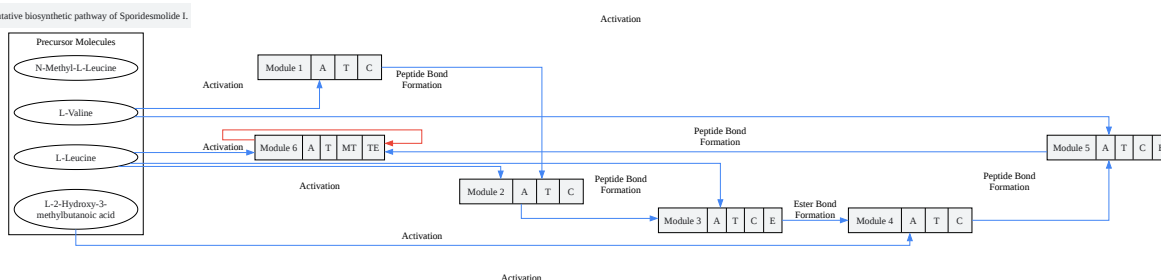 biosynthetic pathway of Sporidesmolide I.
Activation
Precursor Molecules
N-Methyl-L-Leucine
L-Valine
L-Leucine
L-2-Hydroxy-3-
methylbutanoic acid
Module 1 A T C
Peptide Bond
Formation
Activation
Module 6 A T MT TE
Activation
Peptide Bond
Formation
Module 5 A T C
Activation
Module 2 A T C
Peptide Bond
Formation
Peptide Bond
Formation
Module 3 A T C E
Ester Bond
Formation
Module 4 A T C
Activation
Activation